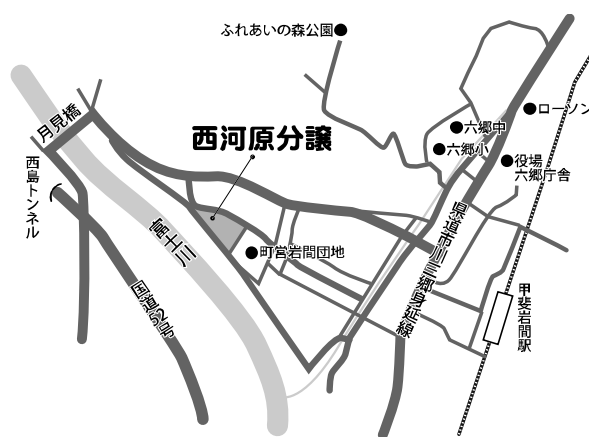 ふれあいの森公園
月見橋
ローソン
六郷中
六郷小
西河原分譲
役場
六郷庁舎
西島トンネル
富士川
県道市川三郷身延線
町営岩間団地
国道52号
甲斐岩間駅